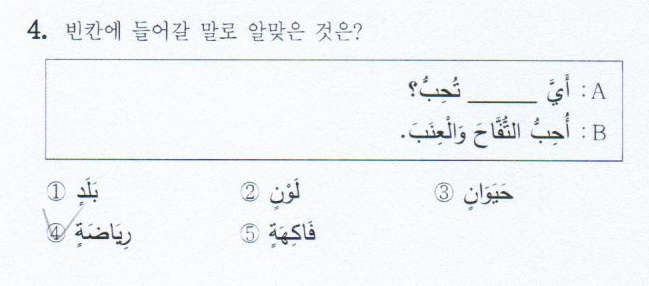 4. 빈칸에 들어갈 말로 알맞은 것은?
A: أَيَّ ______ تُحِبُّ؟
B: أُحِبُّ التُّفَّاحَ وَالْعِنَبَ.
① بَلَدٍ ② لَوْنٍ ③ حَيَوَانٍ
④ رِيَاضَةٍ ⑤ فَاكِهَةٍ